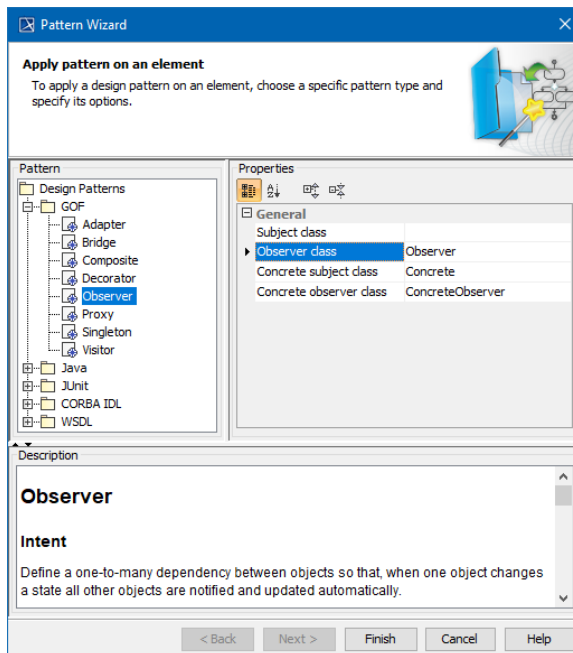 Pattern Wizard
Apply pattern on an element
To apply a design pattern on an element, choose a specific pattern type and
specify its options.
Pattern
Design Patterns
GOF
Adapter
Bridge
Composite
Decorator
Observer
Proxy
Singleton
Visitor
Java
JUnit
CORBA IDL
WSDL
Properties
General
Subject class
Observer class Observer
Concrete subject class Concrete
Concrete observer class ConcreteObserver
Description
Observer
Intent
Define a one-to-many dependency between objects so that, when one object changes
a state all other objects are notified and updated automatically.
< Back Next > Finish Cancel Help